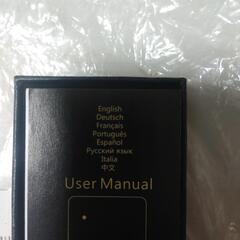 English
Deutsch
Français
Português
Español
Русский язык
Italia
中文
User Manual